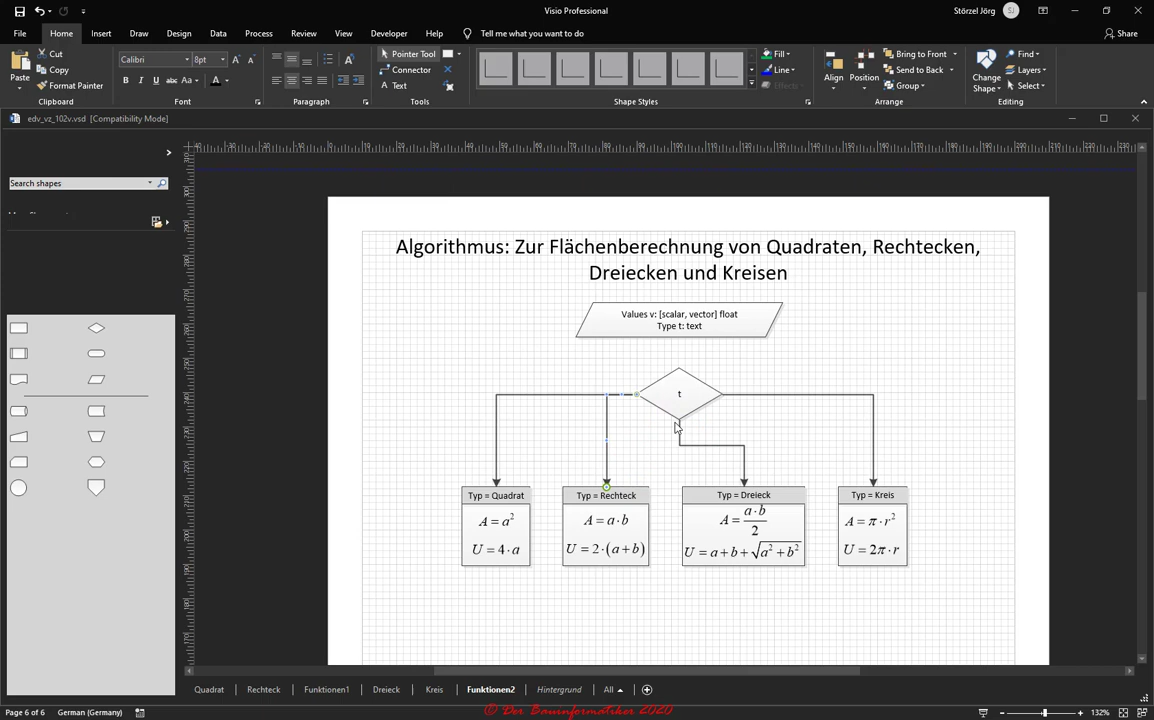 Visio Professional
Störzel Jörg
SJ
File Home Insert Draw Design Data Process Review View Developer Help Tell me what you want to do Share
Paste
Cut
Copy
Format Painter
Clipboard
Calibri 8pt
B I U abc Aa A
Font
Paragraph
Pointer Tool
Connector
Text
Tools
Shape Styles
Fill
Line
Effects
Align
Position
Bring to Front
Send to Back
Group
Arrange
Change Shape
Find
Layers
Select
Editing
edv_vz_102v.vsd [Compatibility Mode]
Search shapes
Algorithmus: Zur Flächenberechnung von Quadraten, Rechtecken,
Dreiecken und Kreisen
Values v: [scalar, vector] float
Type t: text
t
Typ = Quadrat
A = a²
U = 4·a
Typ = Rechteck
A = a·b
U = 2·(a+b)
Typ = Dreieck
A = a·b/2
U = a+b+√a²+b²
Typ = Kreis
A = π·r²
U = 2π·r
Quadrat Rechteck Funktionen1 Dreieck Kreis Funktionen2 Hintergrund All
Page 6 of 6 German (Germany) 132%
© Der Bauinformatiker 2020